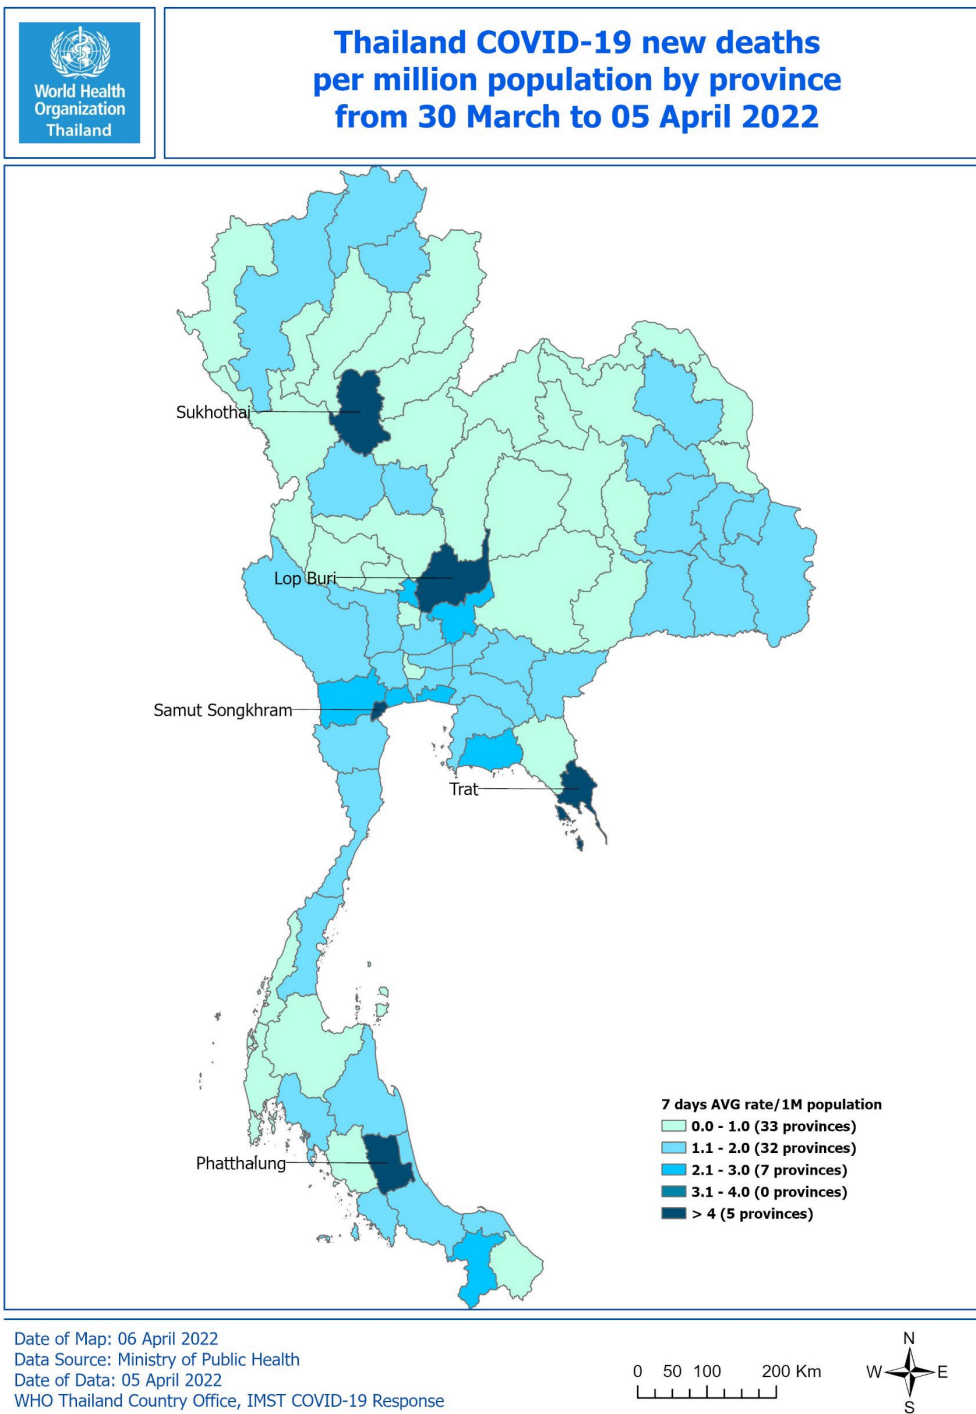 World Health
Organization
Thailand
Thailand COVID-19 new deaths
per million population by province
from 30 March to 05 April 2022
Sukhothai
Lop Buri
Samut Songkhram
Trat
Phatthalung
7 days AVG rate/1M population
0.0 - 1.0 (33 provinces)
1.1 - 2.0 (32 provinces)
2.1 - 3.0 (7 provinces)
3.1 - 4.0 (0 provinces)
> 4 (5 provinces)
Date of Map: 06 April 2022
Data Source: Ministry of Public Health
Date of Data: 05 April 2022
WHO Thailand Country Office, IMST COVID-19 Response
0 50 100 200 Km
N
W E
S